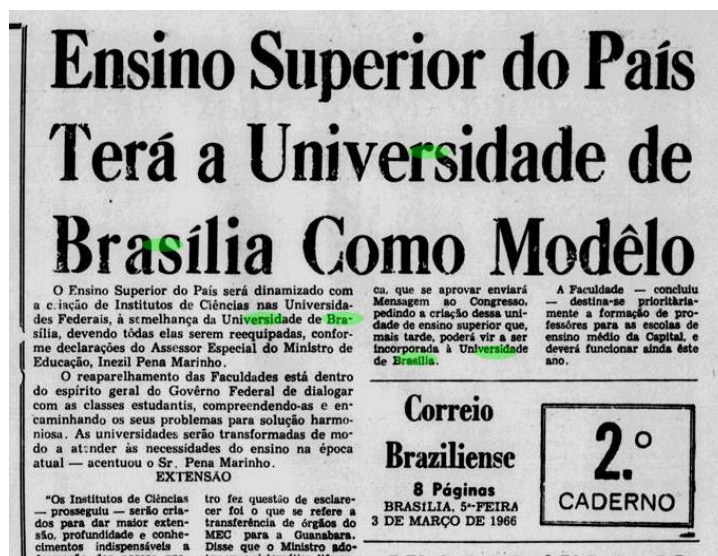 Ensino Superior do País
Terá a Universidade de
Brasília Como Modêlo
O Ensino Superior do País será dinamizado com
a criação de Institutos de Ciências nas Universida-
des Federais, à semelhança da Universidade de Bra-
sília, devendo tôdas elas serem reequipadas, confor-
me declarações do Assessor Especial do Ministro de
Educação, Inezil Pena Marinho.
O reaparelhamento das Faculdades está dentro
do espírito geral do Govêrno Federal de dialogar
com as classes estudantis, compreendendo-as e en-
caminhando os seus problemas para solução harmo-
niosa. As universidades serão transformadas de mo-
do a atender às necessidades do ensino na época
atual — acentuou o Sr. Pena Marinho.
EXTENSAO
"Os Institutos de Ciências
— prosseguiu — serão cria-
dos para dar maior exten-
são, profundidade e conhe-
cimentos indispensáveis a
tro fez questão de esclare-
cer foi o que se refere a
transferência de órgãos do
MEC para a Guanabara.
Disse que o Ministro ado-
ca, que se aprovar enviará
Mensagem ao Congresso,
pedindo a criação dessa uni-
dade de ensino superior que,
mais tarde, poderá vir a ser
incorporada à Universidade
de Brasília.
A Faculdade — concluiu
— destina-se prioritària-
mente a formação de pro-
fessôres para as escolas de
ensino médio da Capital, e
deverá funcionar ainda êste
ano.
Correio
Braziliense
8 Páginas
BRASÍLIA, 5ª-FEIRA
3 DE MARÇO DE 1966
2.º
CADERNO